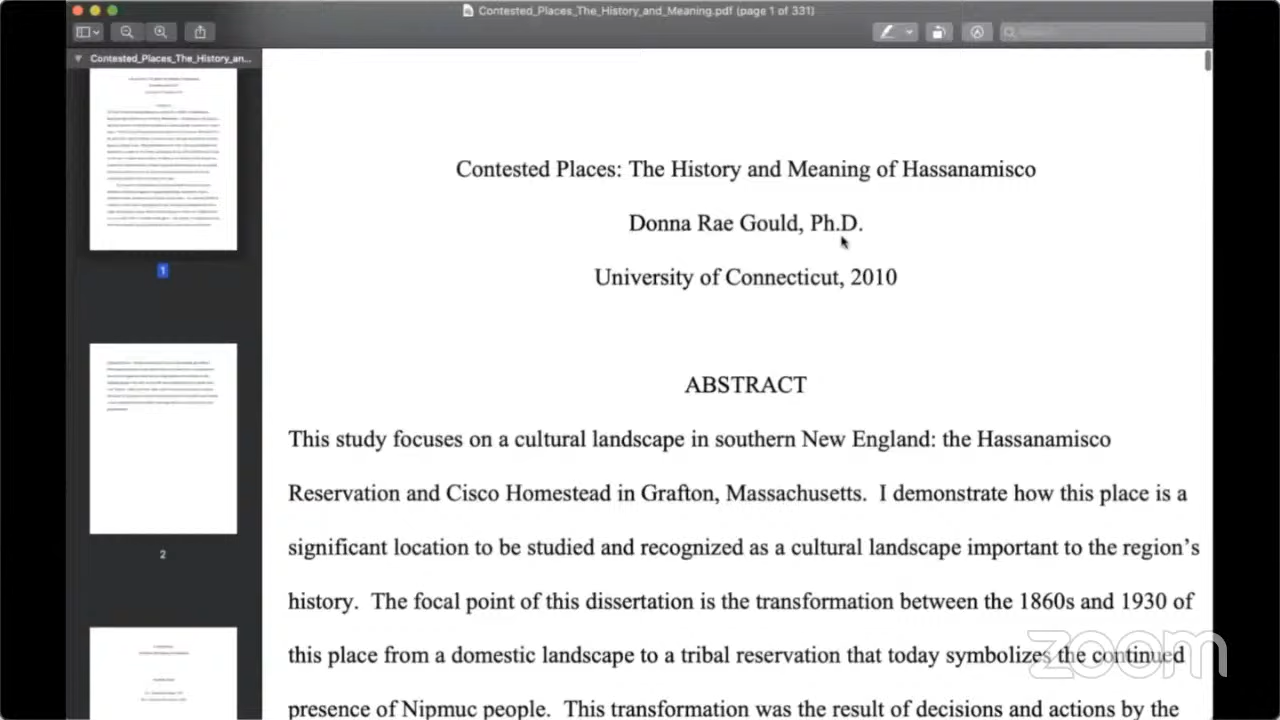 Contested_Places_The_History_and_Meaning.pdf (page 1 of 331)
Contested_Places_The_History_an...
1
2
Contested Places: The History and Meaning of Hassanamisco
Donna Rae Gould, Ph.D.
University of Connecticut, 2010
ABSTRACT
This study focuses on a cultural landscape in southern New England: the Hassanamisco
Reservation and Cisco Homestead in Grafton, Massachusetts. I demonstrate how this place is a
significant location to be studied and recognized as a cultural landscape important to the region's
history. The focal point of this dissertation is the transformation between the 1860s and 1930 of
this place from a domestic landscape to a tribal reservation that today symbolizes the continued
presence of Nipmuc people. This transformation was the result of decisions and actions by the
zoom